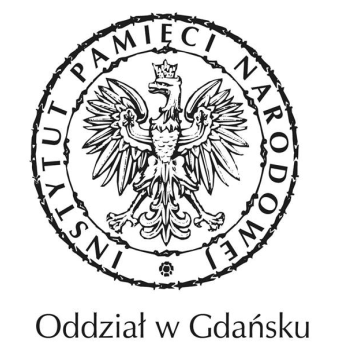 INSTYTUT PAMIĘCI NARODOWEJ
Oddział w Gdańsku